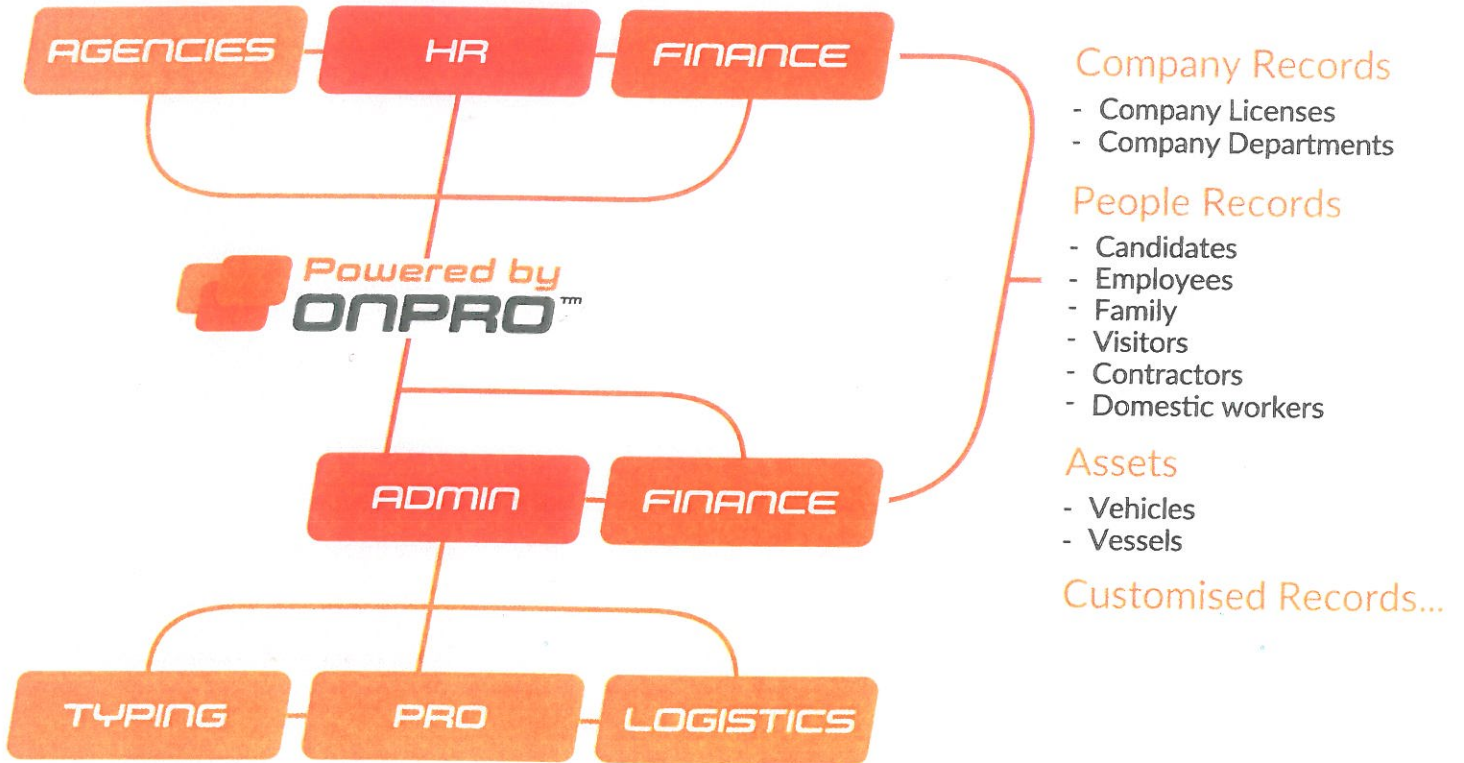 AGENCIES
HR
FINANCE
Powered by
ONPRO™
ADMIN
FINANCE
TYPING
PRO
LOGISTICS
Company Records
- Company Licenses
- Company Departments
People Records
- Candidates
- Employees
- Family
- Visitors
- Contractors
- Domestic workers
Assets
- Vehicles
- Vessels
Customised Records...